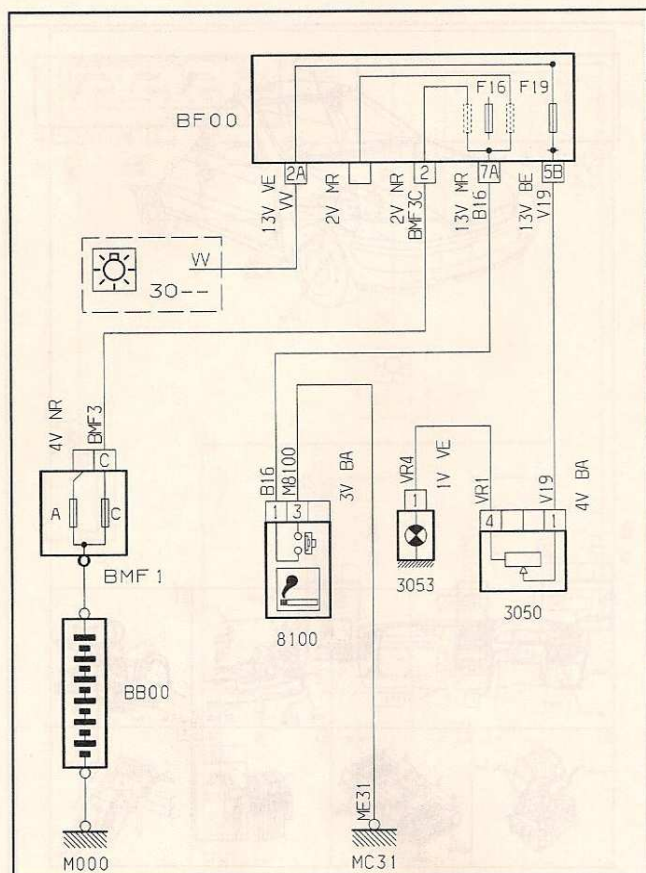 F16 F19
BF00
2A 2 7A 5B
13V VE
VV
2V MR
2V NR
BMF3C
13V MR
B16
13V BE
V19
VV
30--
4V NR
BMF3
C
A C
BMF1
BB00
M000
B16
M8100
3V BA
1 3
8100
ME31
MC31
VR4
1V VE
1
3053
VR1
V19
4V BA
4 1
3050